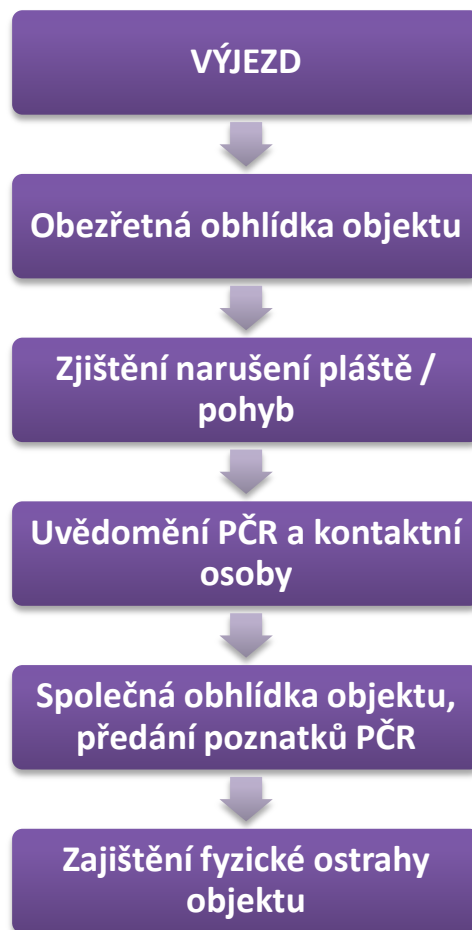 VÝJEZD
Obezřetná obhlídka objektu
Zjištění narušení pláště /
pohyb
Uvědomění PČR a kontaktní
osoby
Společná obhlídka objektu,
předání poznatků PČR
Zajištění fyzické ostrahy
objektu